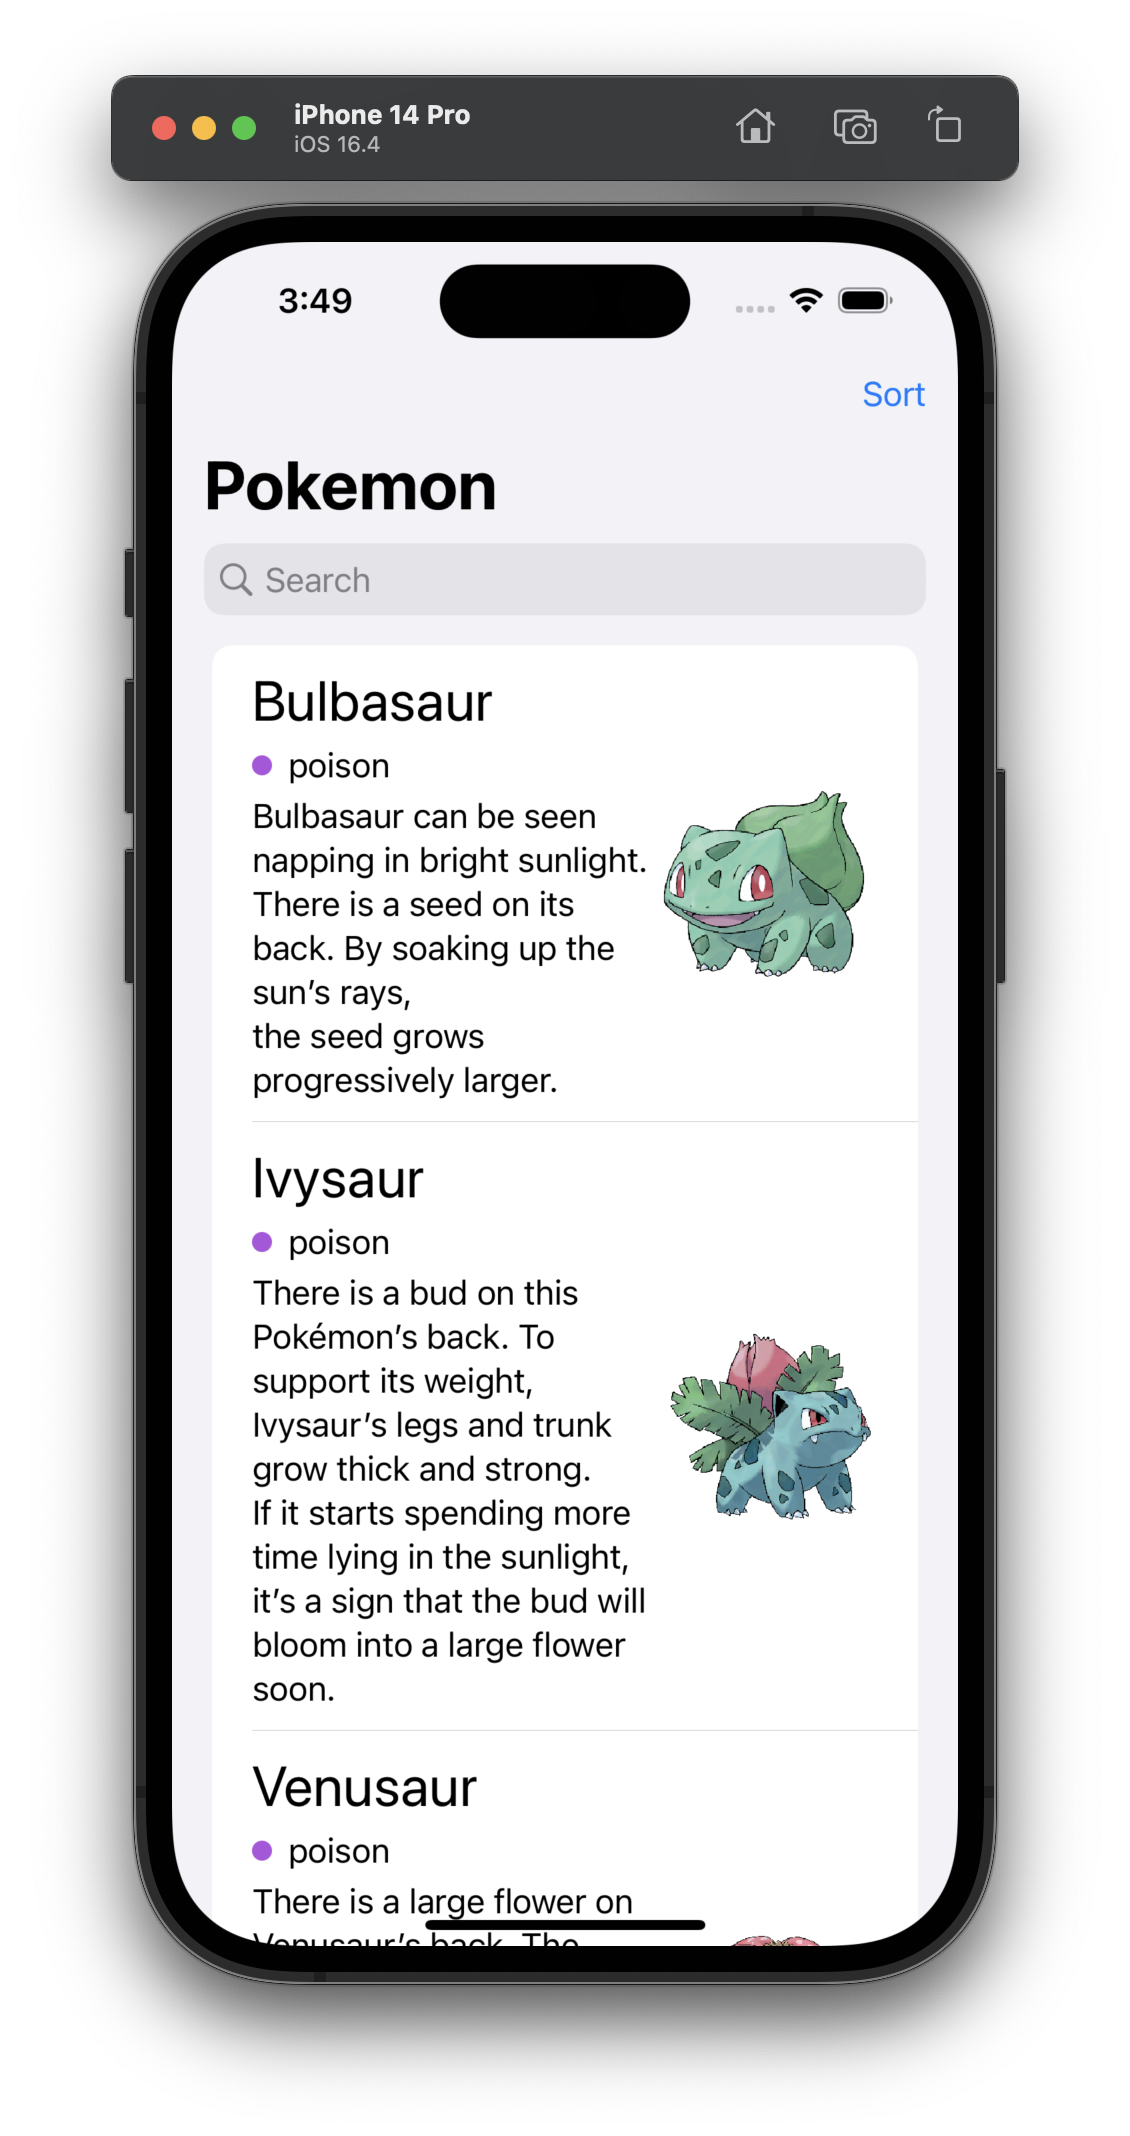 iPhone 14 Pro
iOS 16.4
3:49
Sort
Pokemon
Search
Bulbasaur
poison
Bulbasaur can be seen
napping in bright sunlight.
There is a seed on its
back. By soaking up the
sun’s rays,
the seed grows
progressively larger.
Ivysaur
poison
There is a bud on this
Pokémon’s back. To
support its weight,
Ivysaur’s legs and trunk
grow thick and strong.
If it starts spending more
time lying in the sunlight,
it’s a sign that the bud will
bloom into a large flower
soon.
Venusaur
poison
There is a large flower on
Venusaur’s back. The